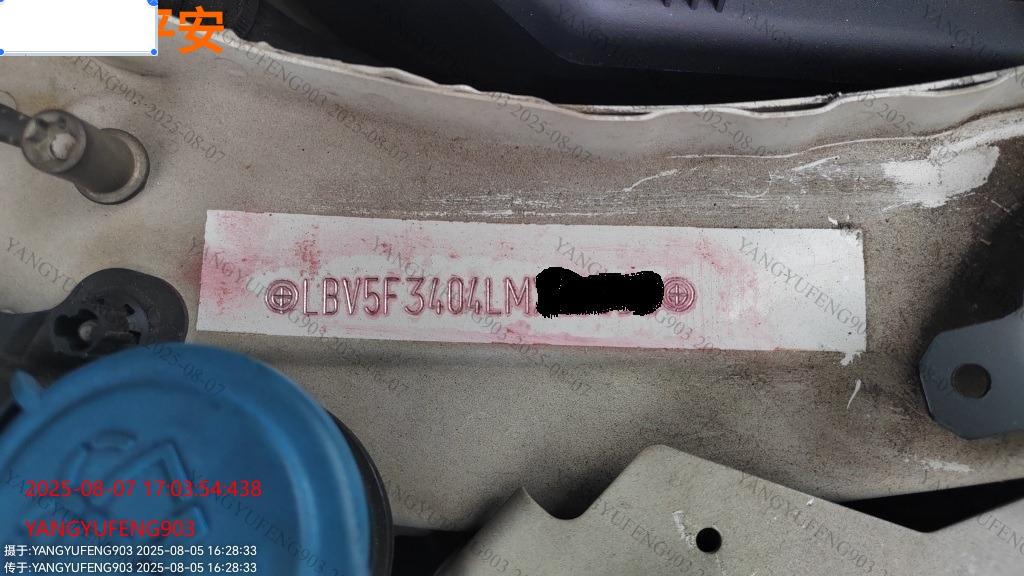 平安
LBV5F3404LM
2025-08-07 17:03:54:438
YANGYUFENG903
摄于:YANGYUFENG903 2025-08-05 16:28:33
传于:YANGYUFENG903 2025-08-05 16:28:33